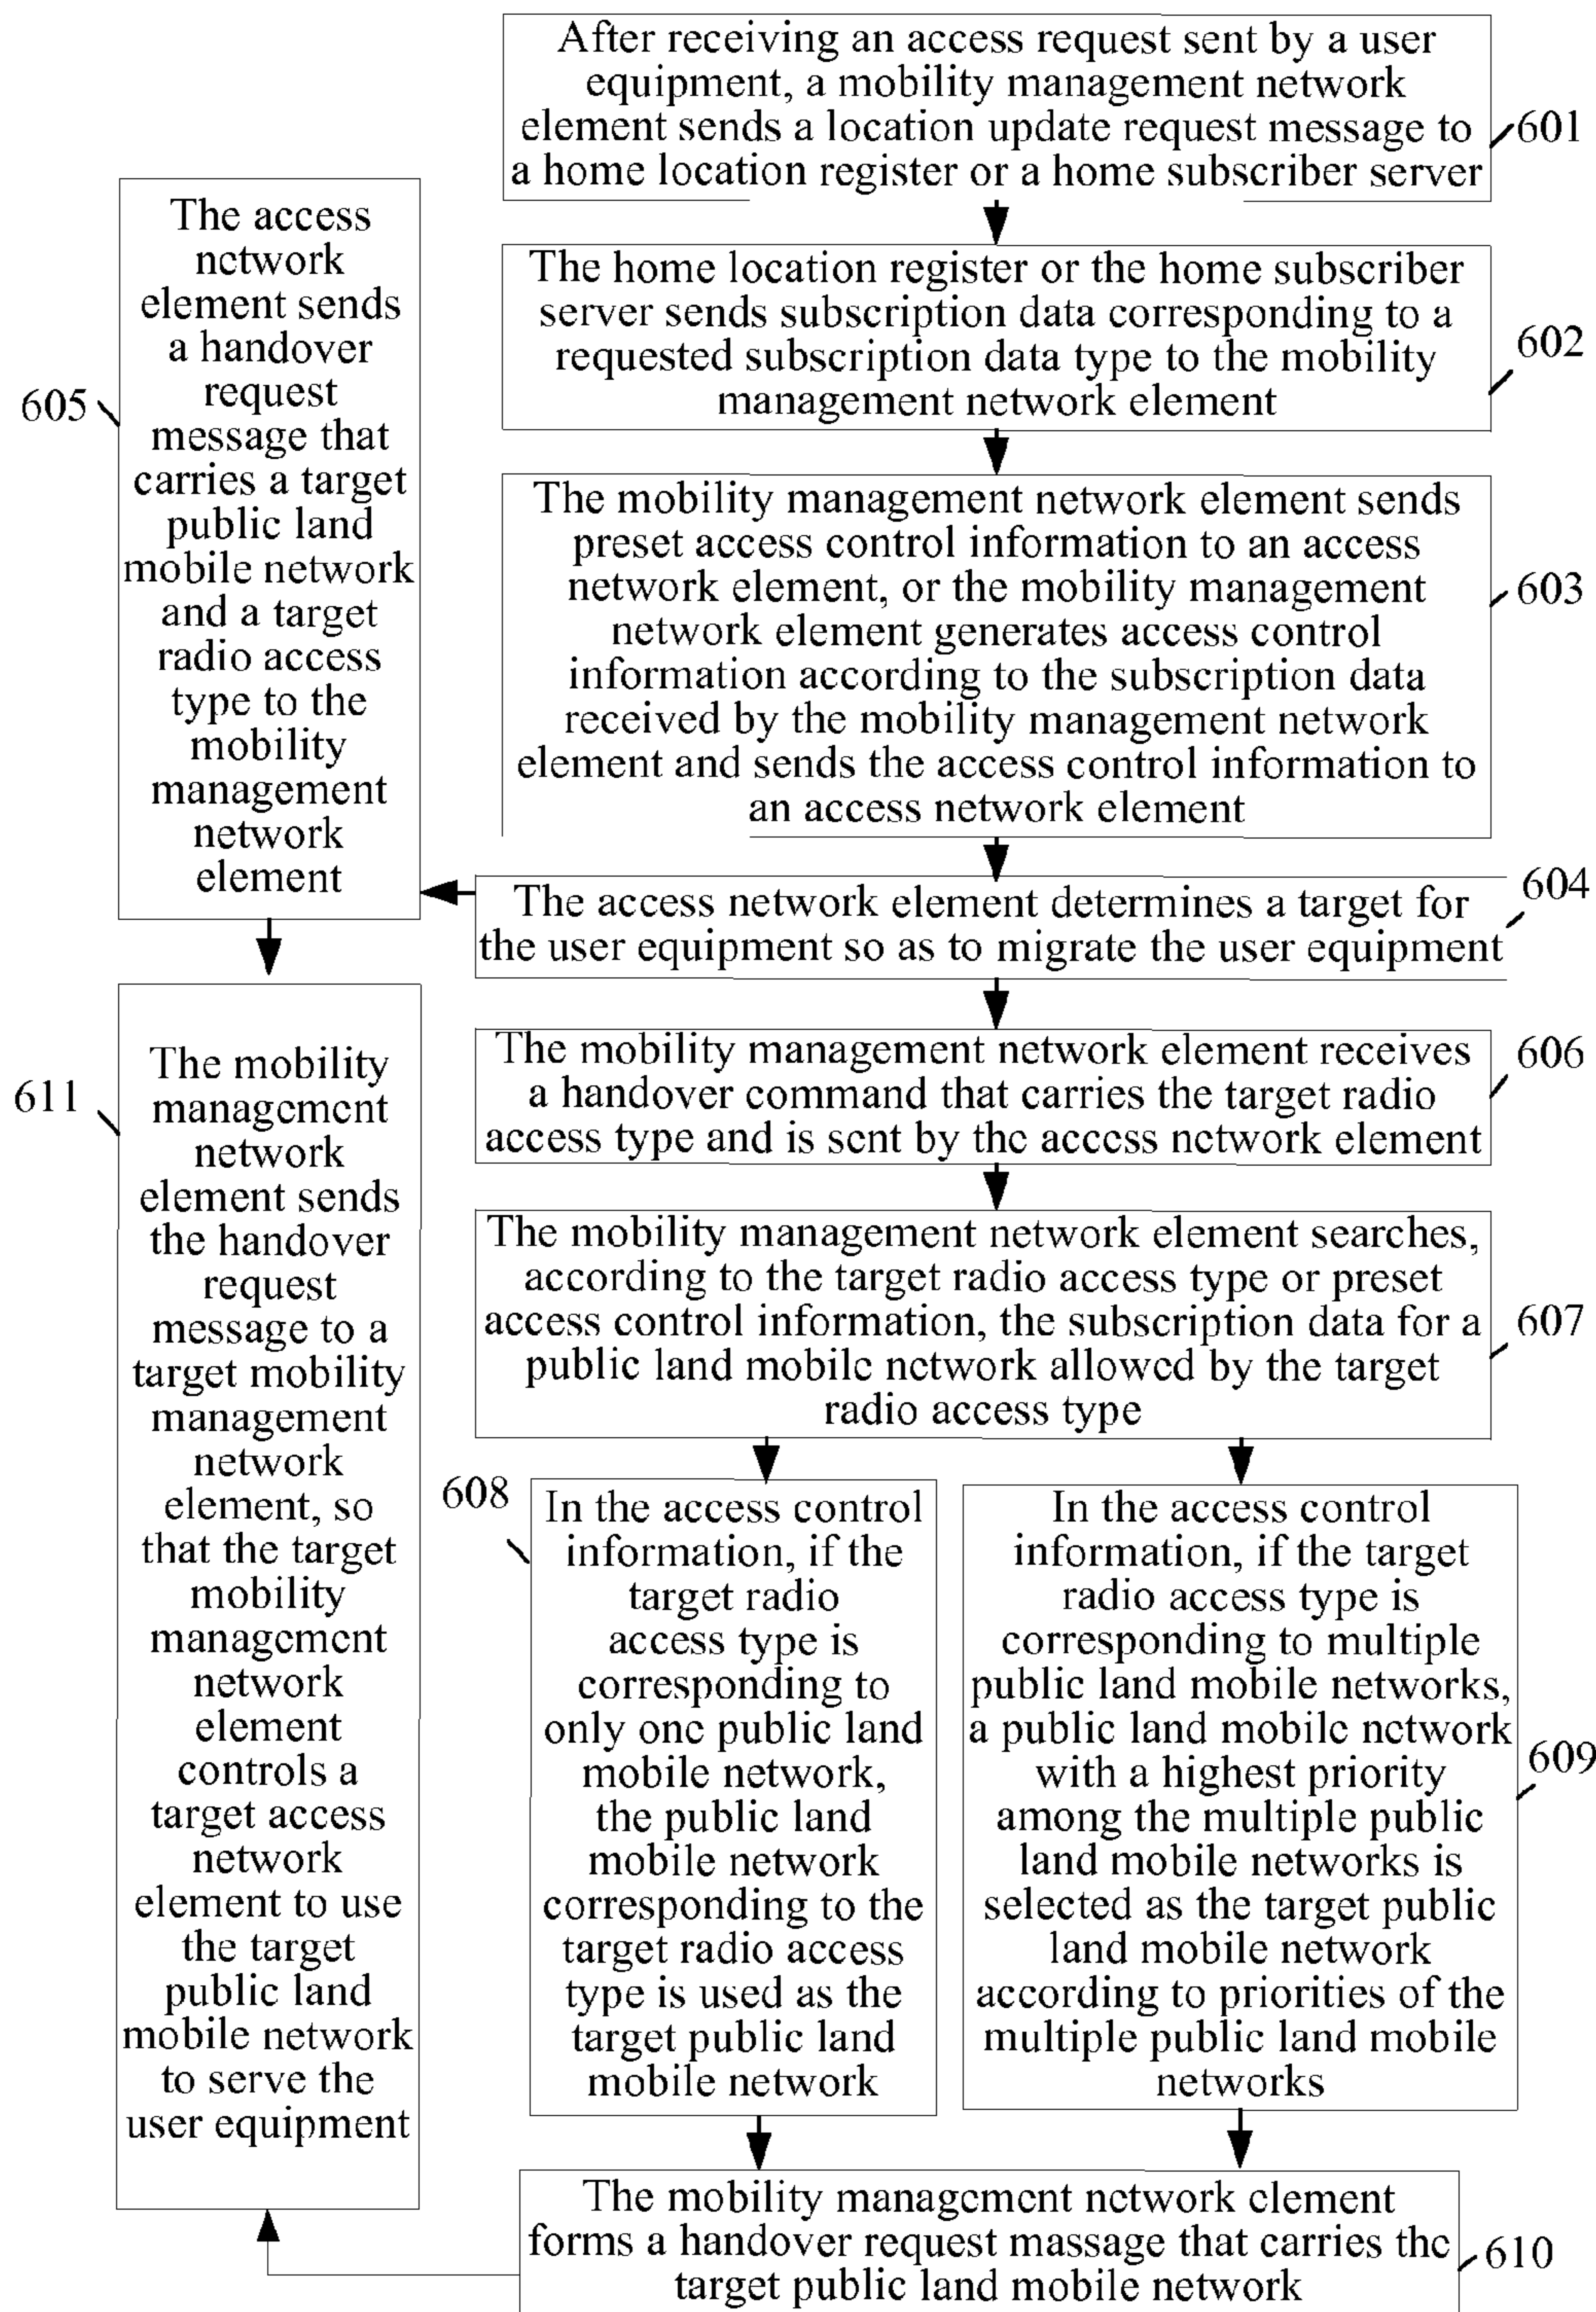 After receiving an access request sent by a user
equipment, a mobility management network
element sends a location update request message to
a home location register or a home subscriber server
601
The home location register or the home subscriber
server sends subscription data corresponding to a
requested subscription data type to the mobility
management network element
602
The mobility management network element sends
preset access control information to an access
network element, or the mobility management
network element generates access control
information according to the subscription data
received by the mobility management network
element and sends the access control information to
an access network element
603
The access network element determines a target for
the user equipment so as to migrate the user equipment
604
The access
network
element sends
a handover
request
message that
carries a target
public land
mobile network
and a target
radio access
type to the
mobility
management
network
element
605
The mobility management network element receives
a handover command that carries the target radio
access type and is sent by the access network element
606
The mobility management network element searches,
according to the target radio access type or preset
access control information, the subscription data for a
public land mobile network allowed by the target
radio access type
607
608
In the access control
information, if the
target radio
access type is
corresponding to
only one public land
mobile network,
the public land
mobile network
corresponding to the
target radio access
type is used as the
target public land
mobile network
In the access control
information, if the target
radio access type is
corresponding to multiple
public land mobile networks,
a public land mobile network
with a highest priority
among the multiple public
land mobile networks is
selected as the target public
land mobile network
according to priorities of the
multiple public land mobile
networks
609
The mobility management network element
forms a handover request massage that carries the
target public land mobile network
610
611
The mobility
management
network
element sends
the handover
request
message to a
target mobility
management
network
element, so
that the target
mobility
management
network
element
controls a
target access
network
element to use
the target
public land
mobile network
to serve the
user equipment